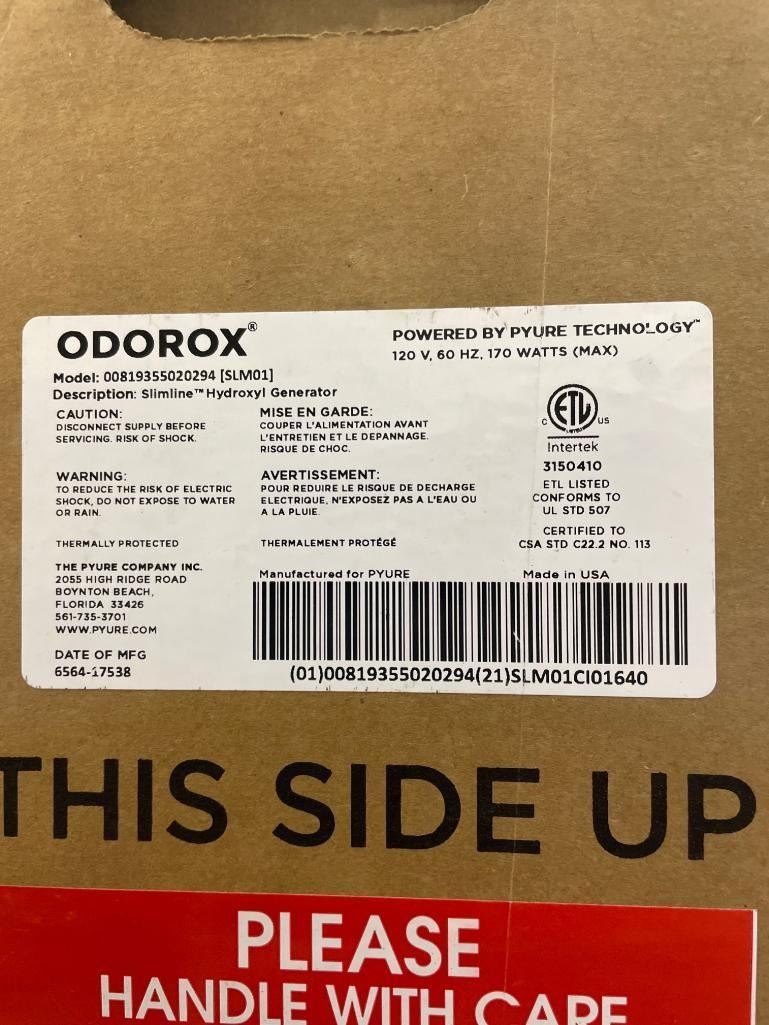 ODOROX®
POWERED BY PYURE TECHNOLOGY™
120 V, 60 HZ, 170 WATTS (MAX)
Model: 00819355020294 [SLM01]
Description: Slimline™ Hydroxyl Generator
CAUTION:
DISCONNECT SUPPLY BEFORE
SERVICING. RISK OF SHOCK.
MISE EN GARDE:
COUPER L'ALIMENTATION AVANT
L'ENTRETIEN ET LE DEPANNAGE.
RISQUE DE CHOC.
WARNING:
TO REDUCE THE RISK OF ELECTRIC
SHOCK, DO NOT EXPOSE TO WATER
OR RAIN.
AVERTISSEMENT:
POUR REDUIRE LE RISQUE DE DECHARGE
ELECTRIQUE, N'EXPOSEZ PAS A L'EAU OU
A LA PLUIE.
THERMALLY PROTECTED
THERMALEMENT PROTÉGÉ
C ETL US
LISTED
Intertek
3150410
ETL LISTED
CONFORMS TO
UL STD 507
CERTIFIED TO
CSA STD C22.2 NO. 113
THE PYURE COMPANY INC.
2055 HIGH RIDGE ROAD
BOYNTON BEACH,
FLORIDA 33426
561-735-3701
WWW.PYURE.COM
DATE OF MFG
6564-17538
Manufactured for PYURE
Made in USA
(01)00819355020294(21)SLM01CI01640
THIS SIDE UP
PLEASE
HANDLE WITH CARE